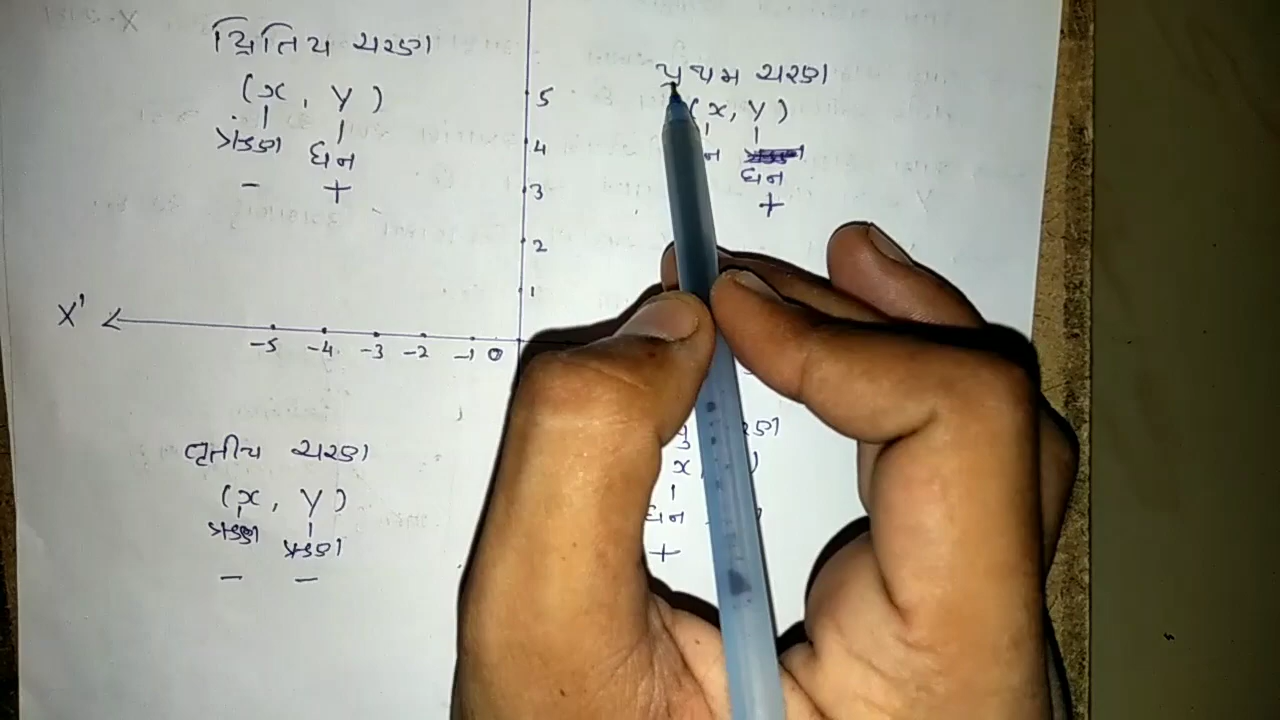 દ્વિતિય ચરણ
(x, y)
ઋણ ધન
- +
પ્રથમ ચરણ
(x, y)
ન
ધન
+
5
4
3
2
1
X'
-5 -4 -3 -2 -1 0
તૃતીય ચરણ
(x, y)
ઋણ ઋણ
- -
રણ
x )
ધન
+